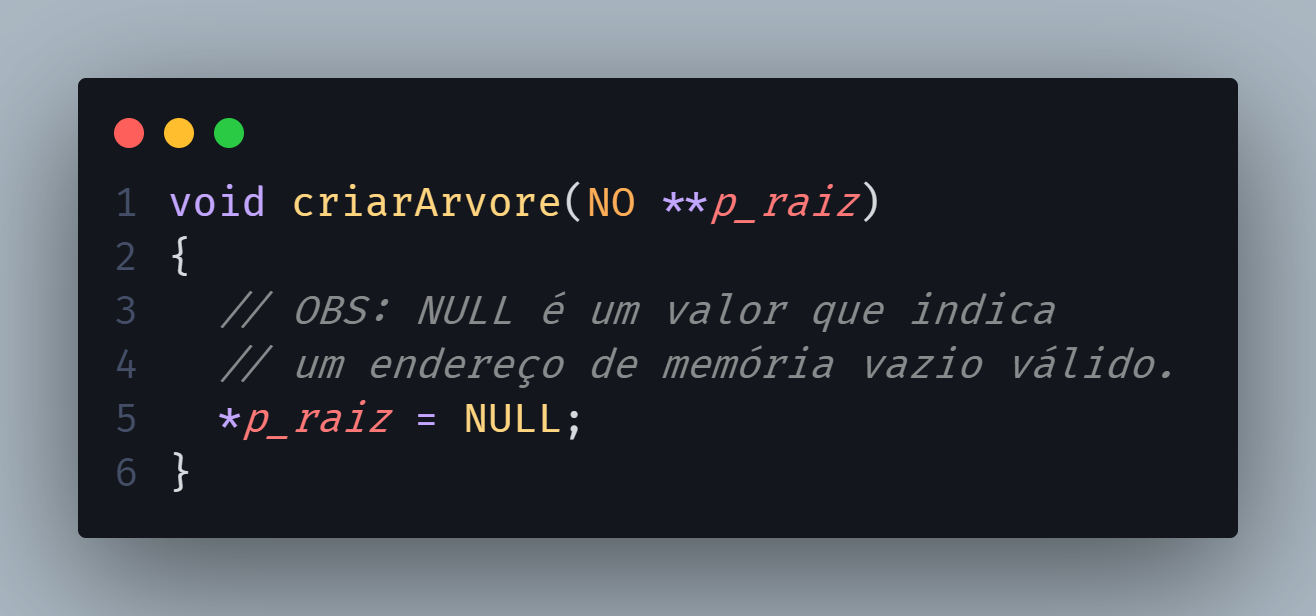 1 void criarArvore(NO **p_raiz)
2 {
3   // OBS: NULL é um valor que indica
4   // um endereço de memória vazio válido.
5   *p_raiz = NULL;
6 }